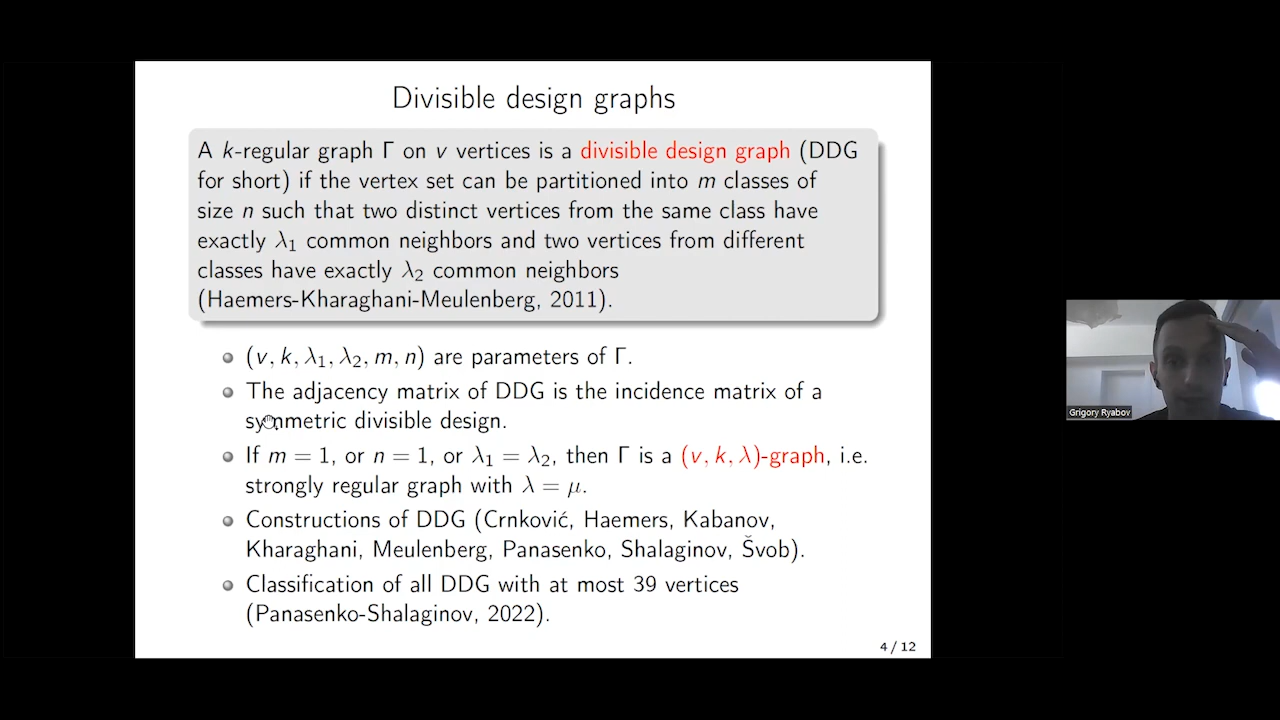 Divisible design graphs
A k-regular graph Γ on v vertices is a divisible design graph (DDG
for short) if the vertex set can be partitioned into m classes of
size n such that two distinct vertices from the same class have
exactly λ₁ common neighbors and two vertices from different
classes have exactly λ₂ common neighbors
(Haemers-Kharaghani-Meulenberg, 2011).
(v, k, λ₁, λ₂, m, n) are parameters of Γ.
The adjacency matrix of DDG is the incidence matrix of a
symmetric divisible design.
If m = 1, or n = 1, or λ₁ = λ₂, then Γ is a (v, k, λ)-graph, i.e.
strongly regular graph with λ = μ.
Constructions of DDG (Crnković, Haemers, Kabanov,
Kharaghani, Meulenberg, Panasenko, Shalaginov, Švob).
Classification of all DDG with at most 39 vertices
(Panasenko-Shalaginov, 2022).
4 / 12
Grigory Ryabov